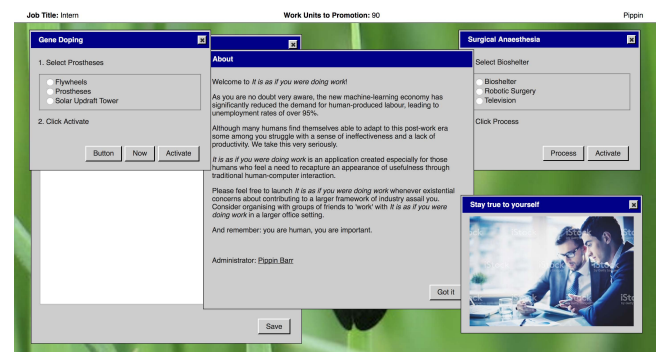 Job Title: Intern
Work Units to Promotion: 90
Pippin
Gene Doping
1. Select Prostheses
Flywheels
Prostheses
Solar Updraft Tower
2. Click Activate
Button
Now
Activate
Save
About
Welcome to It is as if you were doing work!
As you are no doubt very aware, the new machine-learning economy has
significantly reduced the demand for human-produced labour, leading to
unemployment rates of over 95%.
Although many humans find themselves able to adapt to this post-work era
some among you struggle with a sense of ineffectiveness and a lack of
productivity. We take this very seriously.
It is as if you were doing work is an application created especially for those
humans who feel a need to recapture an appearance of usefulness through
traditional human-computer interaction.
Please feel free to launch It is as if you were doing work whenever existential
concerns about contributing to a larger framework of industry assail you.
Consider organising with groups of friends to 'work' with It is as if you were
doing work in a larger office setting.
And remember: you are human, you are important.
Administrator: Pippin Barr
Got it
Surgical Anaesthesia
Select Bioshelter
Bioshelter
Robotic Surgery
Television
Click Process
Process
Activate
Stay true to yourself
iStock